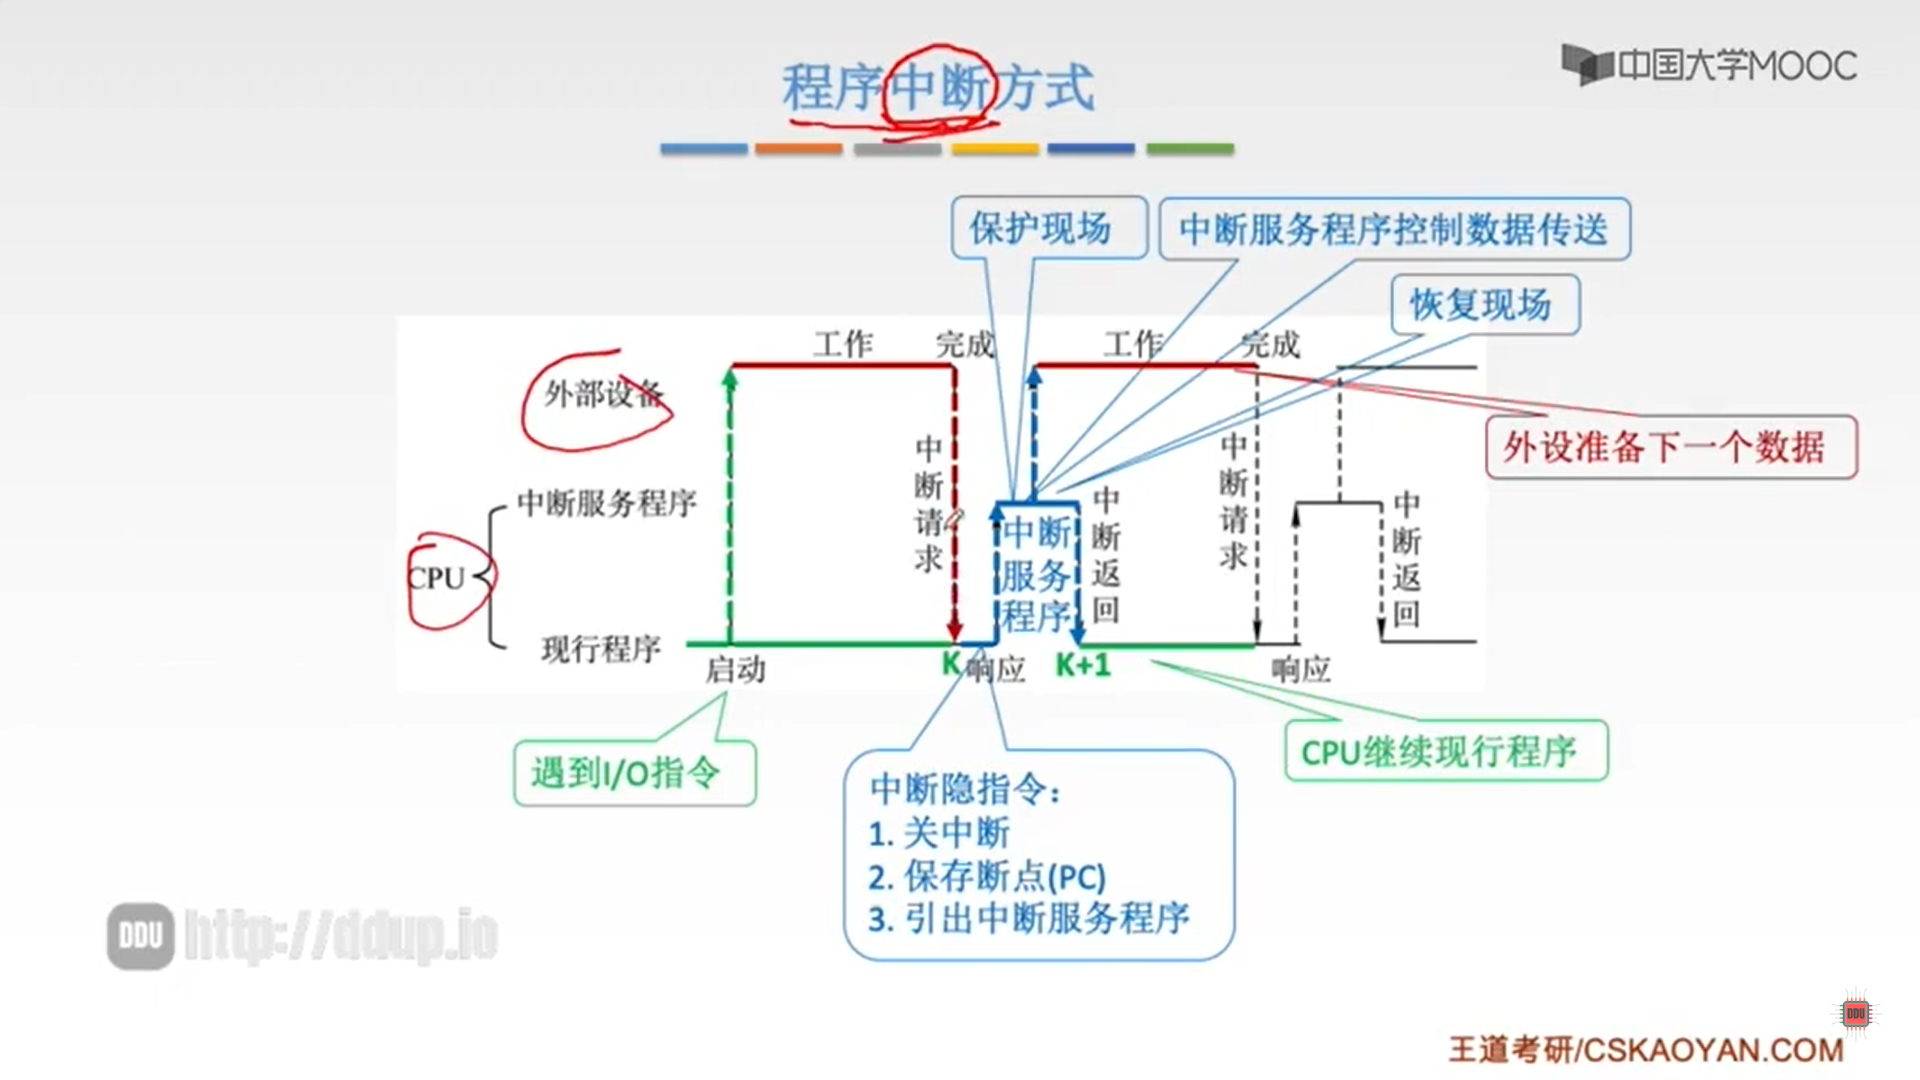 程序中断方式
中国大学MOOC
保护现场
中断服务程序控制数据传送
恢复现场
工作
完成
工作
完成
外部设备
外设准备下一个数据
中断请求
中断请求
中断服务程序
中断服务程序
中断返回
中断返回
CPU
现行程序
启动
K
响应
K+1
响应
遇到I/O指令
CPU继续现行程序
中断隐指令：
1. 关中断
2. 保存断点(PC)
3. 引出中断服务程序
DDU
http://ddup.io
DDU
王道考研/CSKAOYAN.COM